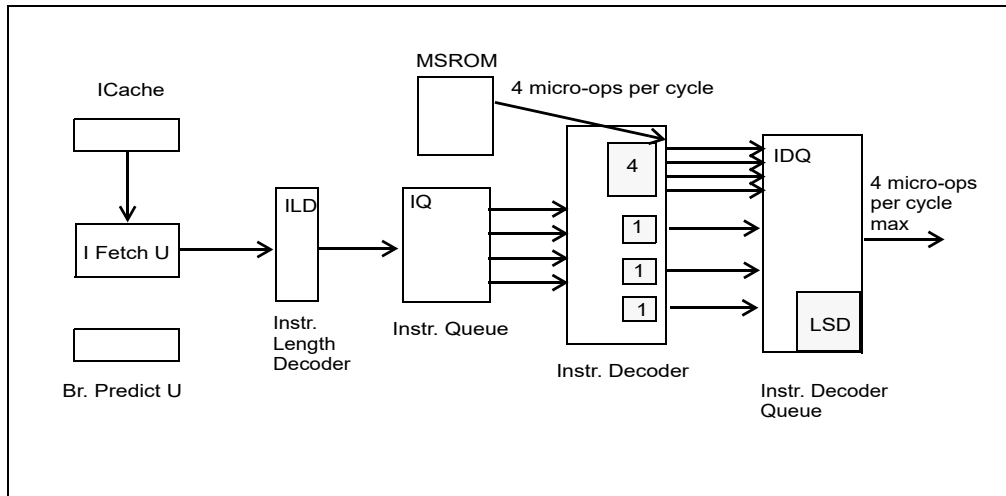 MSROM
ICache
4 micro-ops per cycle
4
IDQ
4 micro-ops
per cycle
max
ILD
IQ
1
I Fetch U
1
1
LSD
Instr.
Length
Decoder
Instr. Queue
Instr. Decoder
Br. Predict U
Instr. Decoder
Queue